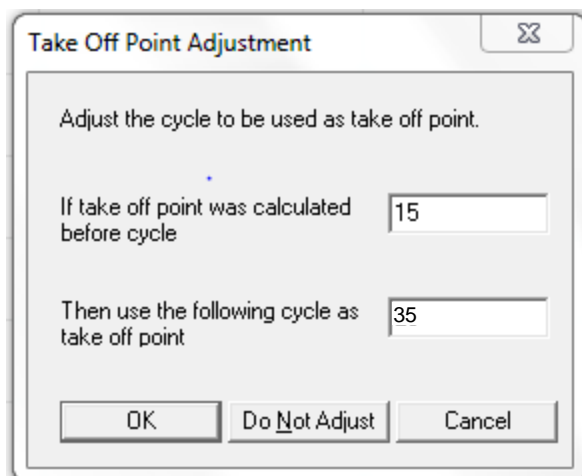 Take Off Point Adjustment
Adjust the cycle to be used as take off point.
If take off point was calculated
before cycle
15
Then use the following cycle as
take off point
35
OK
Do Not Adjust
Cancel